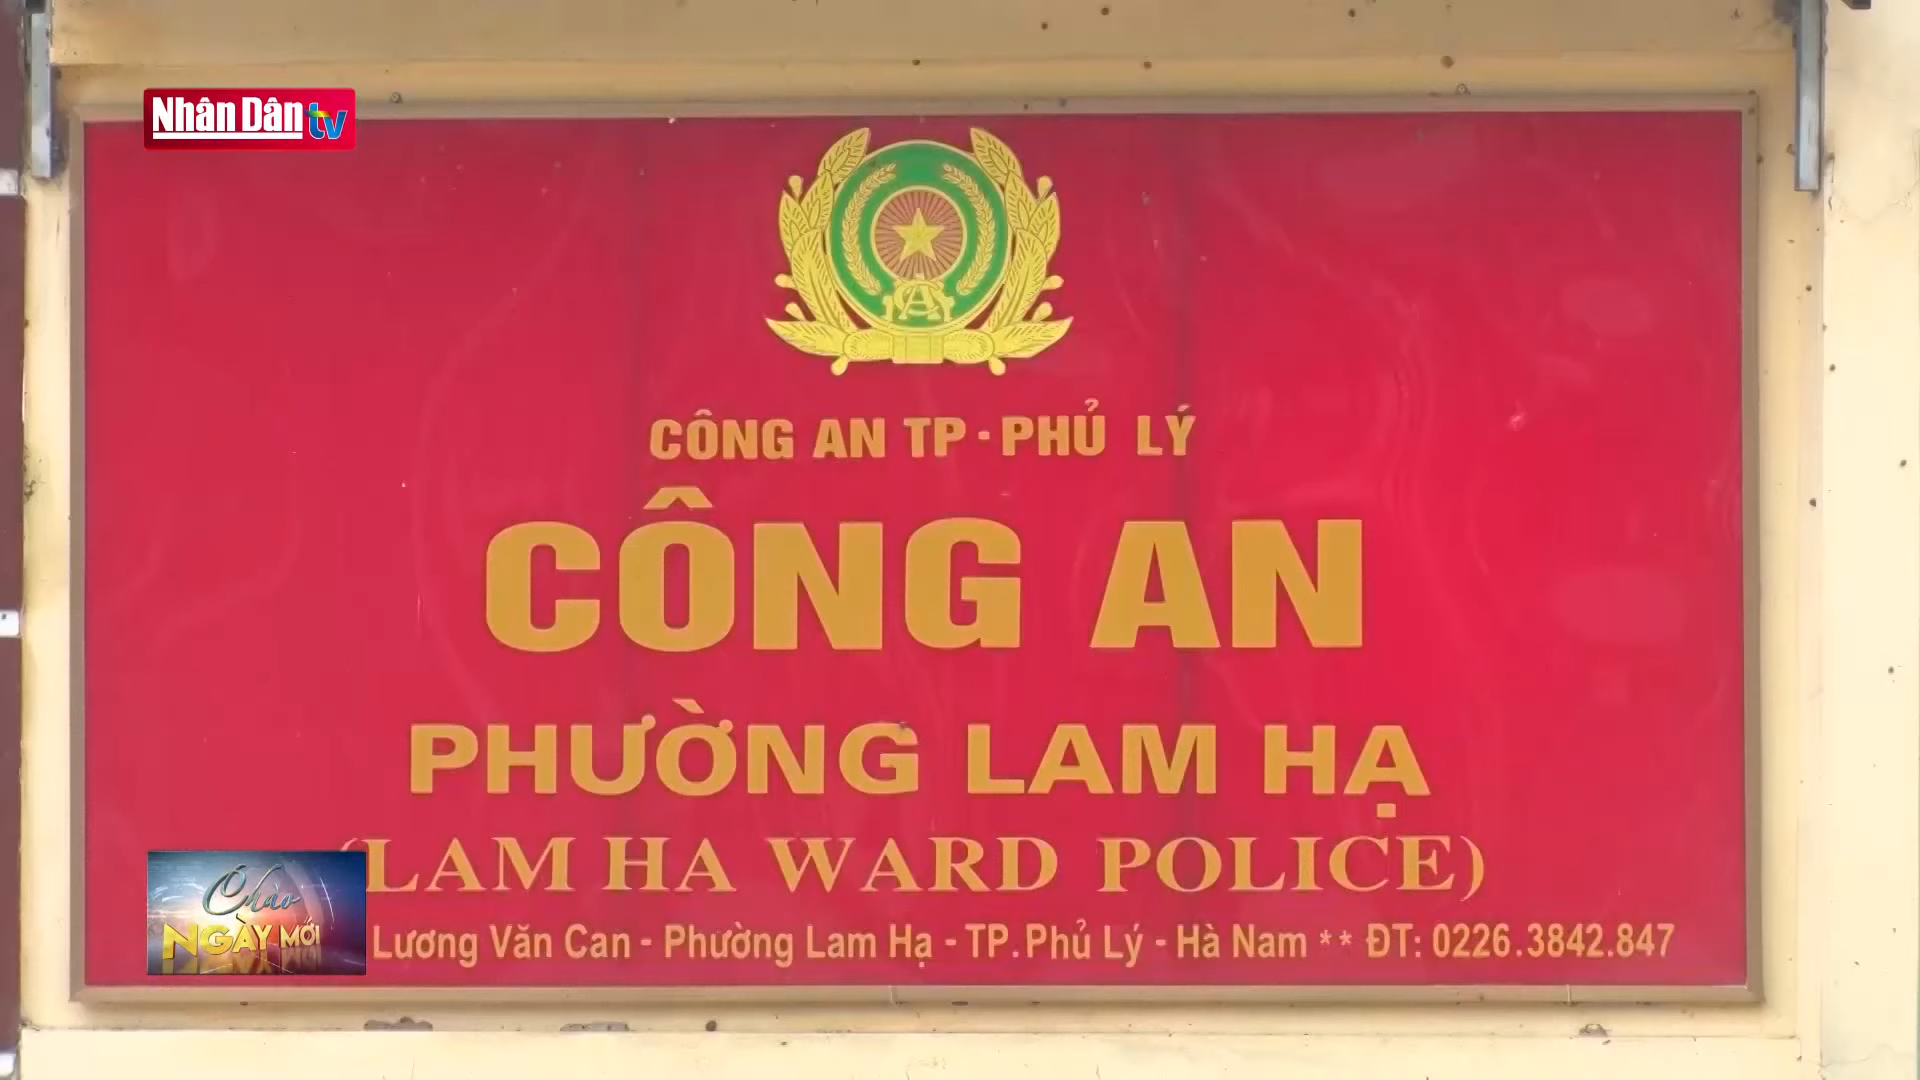 Nhân Dân tv
CÔNG AN TP - PHỦ LÝ
CÔNG AN
PHƯỜNG LAM HẠ
(LAM HA WARD POLICE)
Lương Văn Can - Phường Lam Hạ - TP.Phủ Lý - Hà Nam ** ĐT: 0226.3842.847
Chào
NGÀY MỚI